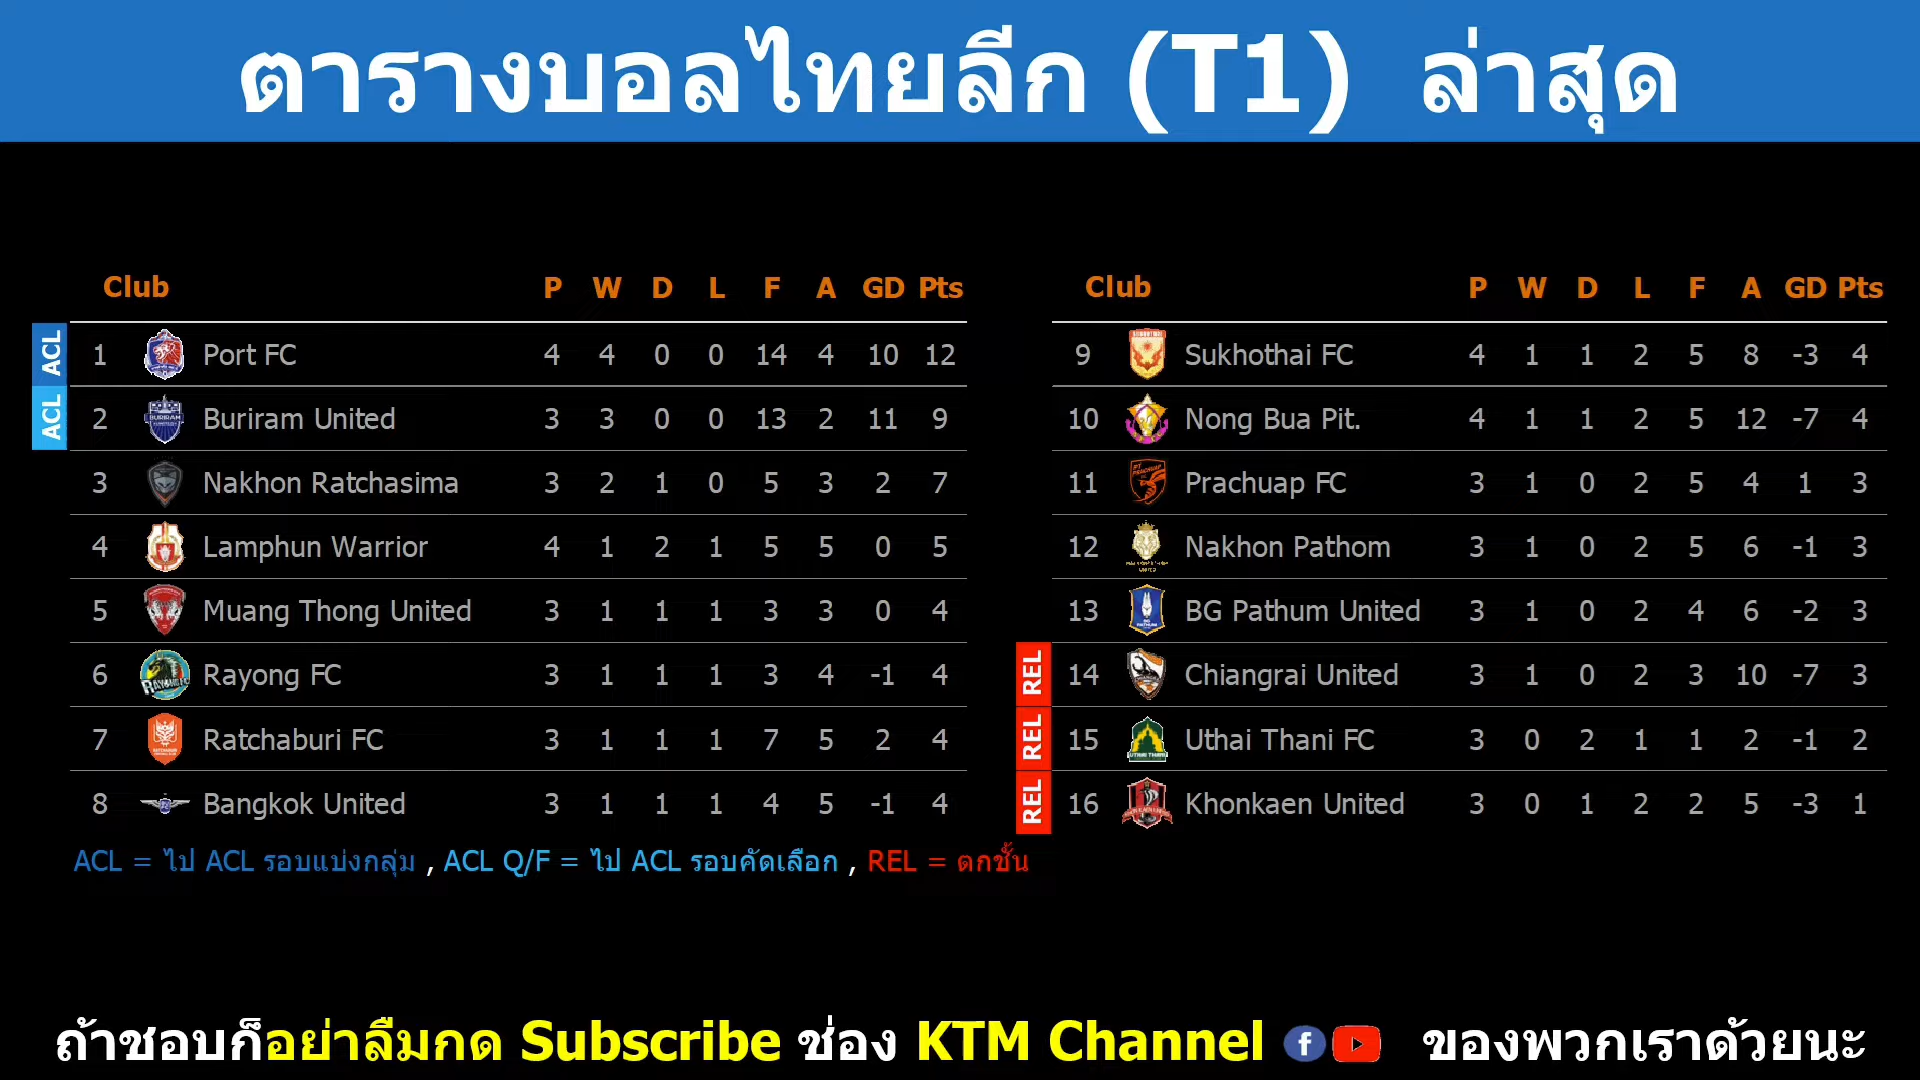 ตารางบอลไทยลีก (T1) ล่าสุด
Club P W D L F A GD Pts
ACL 1 Port FC 4 4 0 0 14 4 10 12
ACL 2 Buriram United 3 3 0 0 13 2 11 9
3 Nakhon Ratchasima 3 2 1 0 5 3 2 7
4 Lamphun Warrior 4 1 2 1 5 5 0 5
5 Muang Thong United 3 1 1 1 3 3 0 4
6 Rayong FC 3 1 1 1 3 4 -1 4
7 Ratchaburi FC 3 1 1 1 7 5 2 4
8 Bangkok United 3 1 1 1 4 5 -1 4
Club P W D L F A GD Pts
9 Sukhothai FC 4 1 1 2 5 8 -3 4
10 Nong Bua Pit. 4 1 1 2 5 12 -7 4
11 Prachuap FC 3 1 0 2 5 4 1 3
12 Nakhon Pathom 3 1 0 2 5 6 -1 3
13 BG Pathum United 3 1 0 2 4 6 -2 3
REL 14 Chiangrai United 3 1 0 2 3 10 -7 3
REL 15 Uthai Thani FC 3 0 2 1 1 2 -1 2
REL 16 Khonkaen United 3 0 1 2 2 5 -3 1
ACL = ไป ACL รอบแบ่งกลุ่ม , ACL Q/F = ไป ACL รอบคัดเลือก , REL = ตกชั้น
ถ้าชอบก็อย่าลืมกด Subscribe ช่อง KTM Channel ของพวกเราด้วยนะ